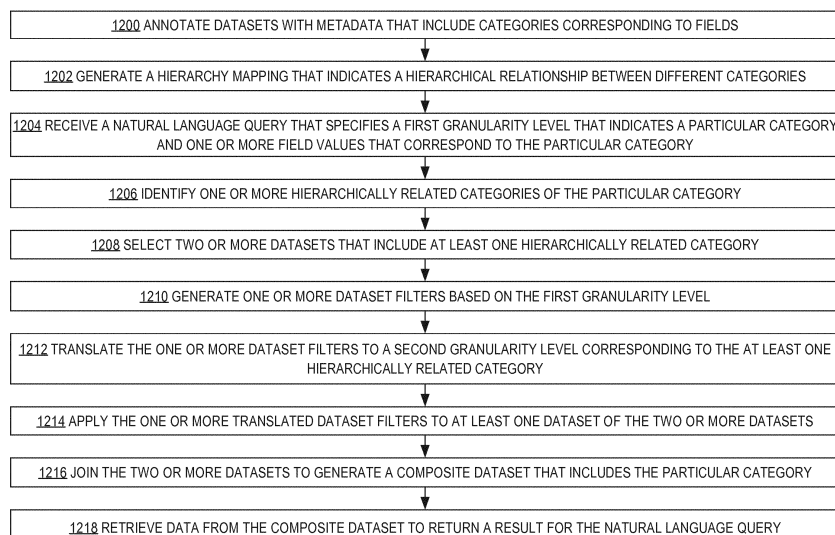 1200 ANNOTATE DATASETS WITH METADATA THAT INCLUDE CATEGORIES CORRESPONDING TO FIELDS
1202 GENERATE A HIERARCHY MAPPING THAT INDICATES A HIERARCHICAL RELATIONSHIP BETWEEN DIFFERENT CATEGORIES
1204 RECEIVE A NATURAL LANGUAGE QUERY THAT SPECIFIES A FIRST GRANULARITY LEVEL THAT INDICATES A PARTICULAR CATEGORY
AND ONE OR MORE FIELD VALUES THAT CORRESPOND TO THE PARTICULAR CATEGORY
1206 IDENTIFY ONE OR MORE HIERARCHICALLY RELATED CATEGORIES OF THE PARTICULAR CATEGORY
1208 SELECT TWO OR MORE DATASETS THAT INCLUDE AT LEAST ONE HIERARCHICALLY RELATED CATEGORY
1210 GENERATE ONE OR MORE DATASET FILTERS BASED ON THE FIRST GRANULARITY LEVEL
1212 TRANSLATE THE ONE OR MORE DATASET FILTERS TO A SECOND GRANULARITY LEVEL CORRESPONDING TO THE AT LEAST ONE
HIERARCHICALLY RELATED CATEGORY
1214 APPLY THE ONE OR MORE TRANSLATED DATASET FILTERS TO AT LEAST ONE DATASET OF THE TWO OR MORE DATASETS
1216 JOIN THE TWO OR MORE DATASETS TO GENERATE A COMPOSITE DATASET THAT INCLUDES THE PARTICULAR CATEGORY
1218 RETRIEVE DATA FROM THE COMPOSITE DATASET TO RETURN A RESULT FOR THE NATURAL LANGUAGE QUERY